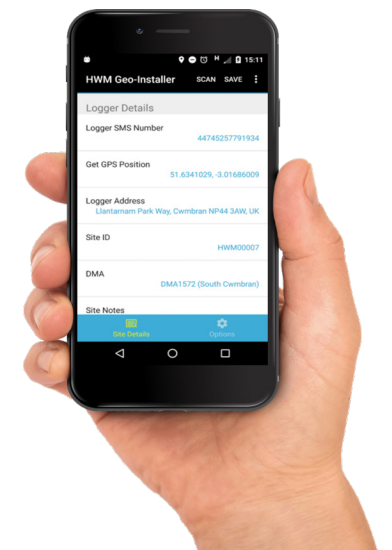 15:11
HWM Geo-Installer SCAN SAVE
Logger Details
Logger SMS Number
44745257791934
Get GPS Position
51.6341029, -3.01686009
Logger Address
Llantarnam Park Way, Cwmbran NP44 3AW, UK
Site ID
HWM00007
DMA
DMA1572 (South Cwmbran)
Site Notes
Site Details Options